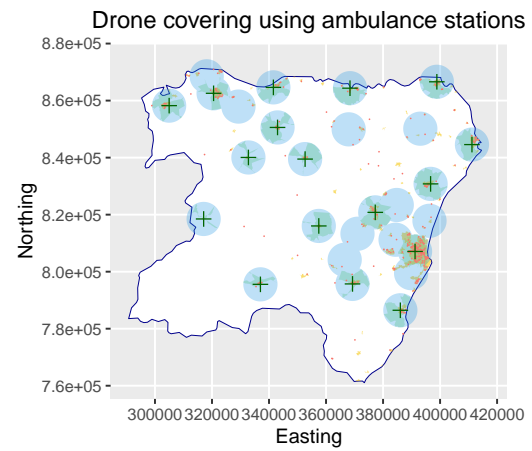 Drone covering using ambulance stations
8.8e+05
8.6e+05
8.4e+05
8.2e+05
8.0e+05
7.8e+05
7.6e+05
Northing
300000 320000 340000 360000 380000 400000 420000
Easting